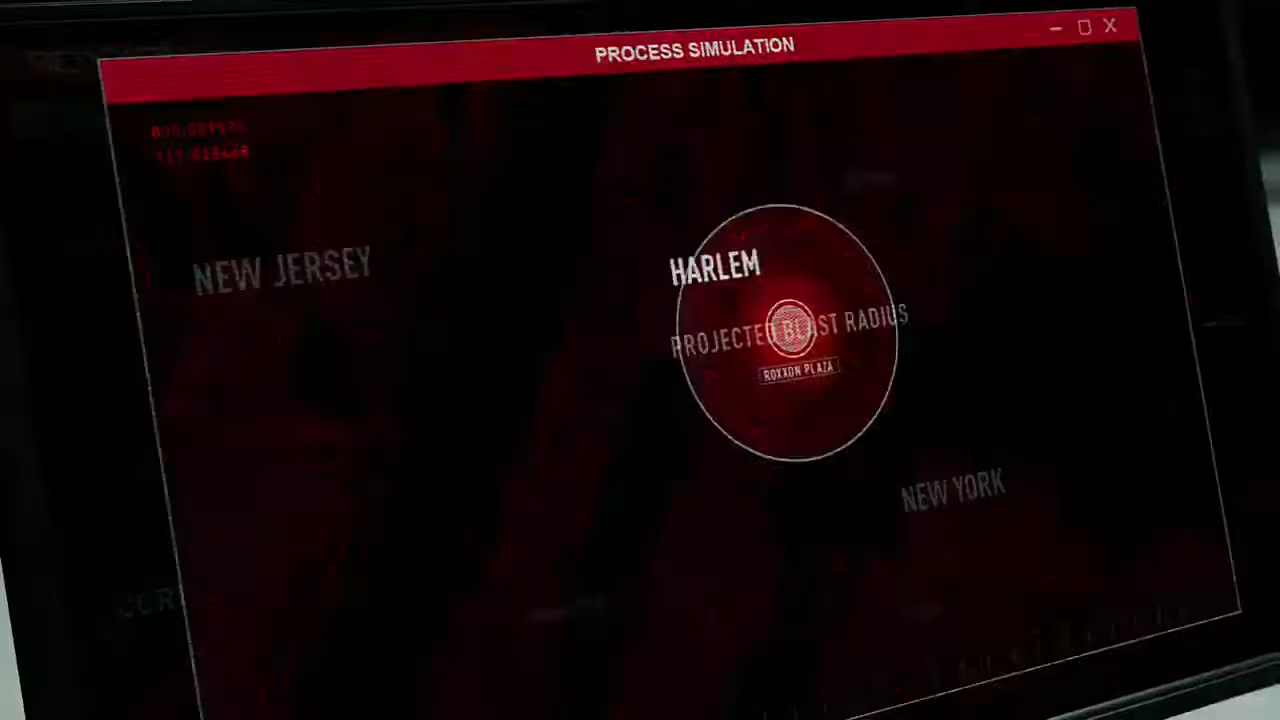 PROCESS SIMULATION
NEW JERSEY
HARLEM
PROJECTED BLAST RADIUS
ROXXON PLAZA
NEW YORK